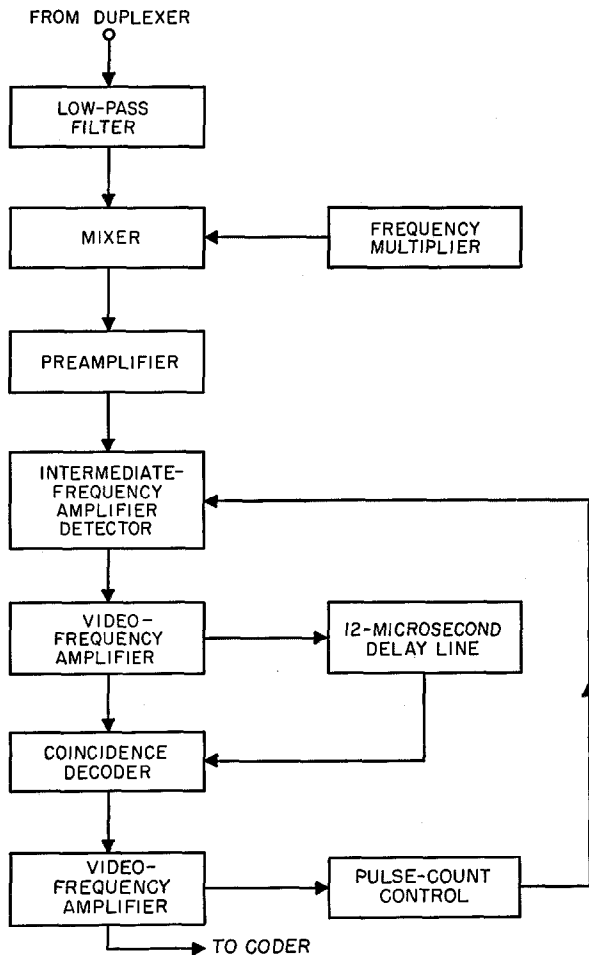 FROM DUPLEXER
LOW-PASS
FILTER
MIXER
FREQUENCY
MULTIPLIER
PREAMPLIFIER
INTERMEDIATE-
FREQUENCY
AMPLIFIER
DETECTOR
VIDEO-
FREQUENCY
AMPLIFIER
12-MICROSECOND
DELAY LINE
COINCIDENCE
DECODER
VIDEO-
FREQUENCY
AMPLIFIER
PULSE-COUNT
CONTROL
TO CODER